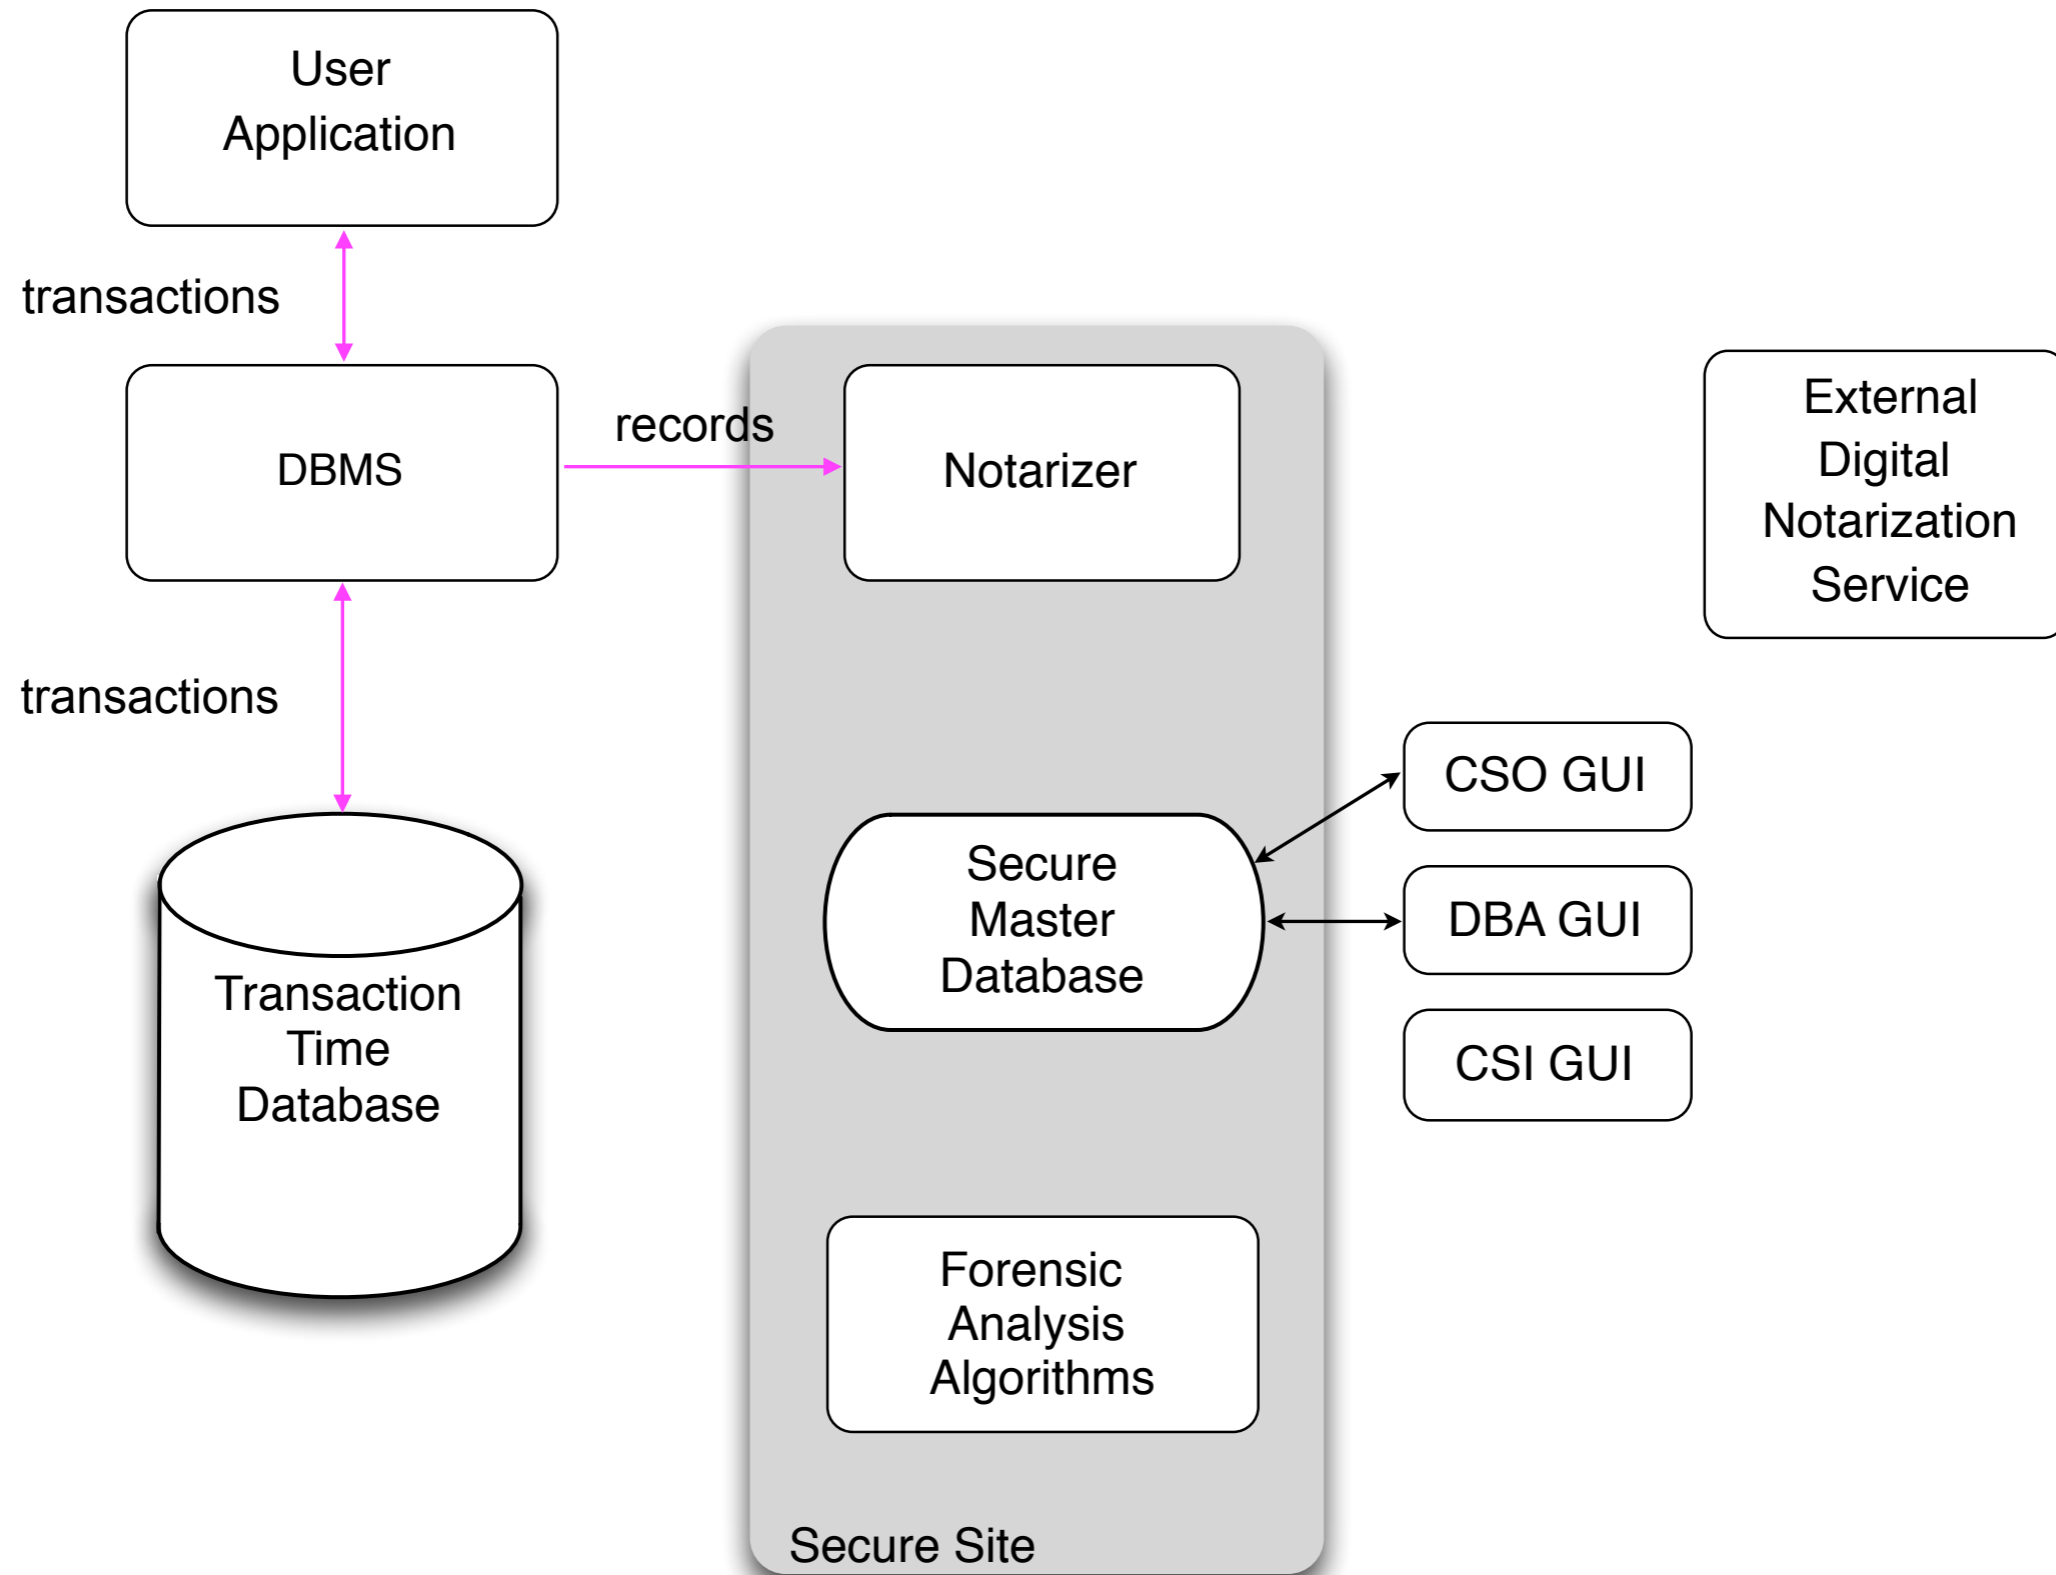 User
Application
transactions
DBMS
records
Notarizer
External
Digital
Notarization
Service
transactions
CSO GUI
DBA GUI
CSI GUI
Secure
Master
Database
Transaction
Time
Database
Forensic
Analysis
Algorithms
Secure Site